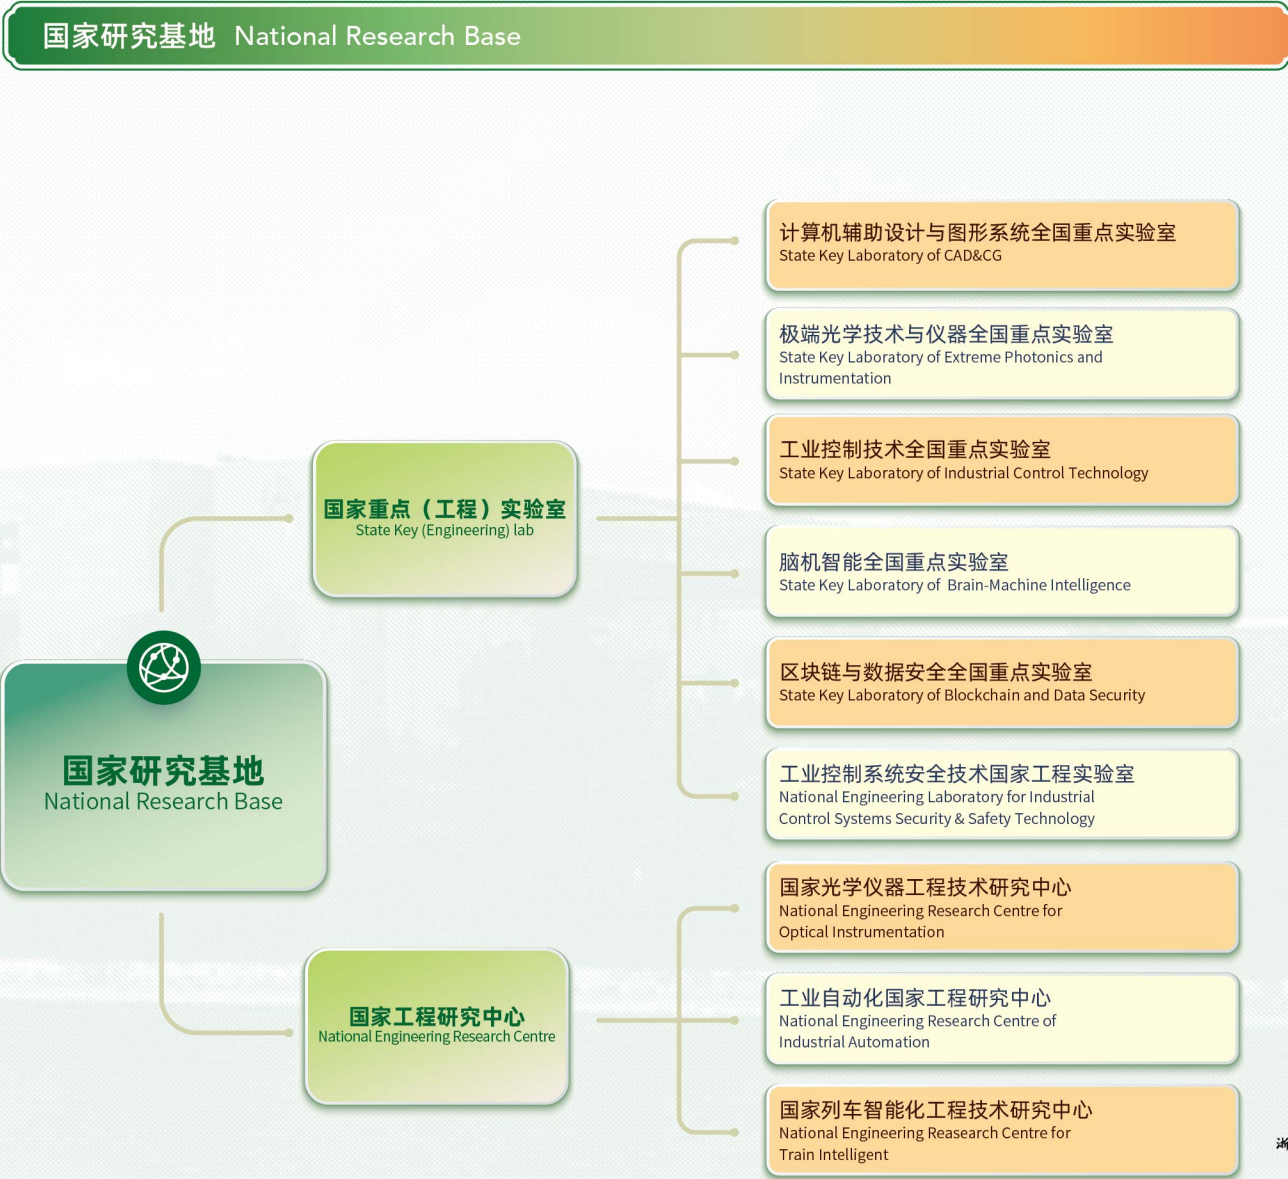 国家研究基地 National Research Base
计算机辅助设计与图形系统全国重点实验室
State Key Laboratory of CAD&CG
极端光学技术与仪器全国重点实验室
State Key Laboratory of Extreme Photonics and
Instrumentation
工业控制技术全国重点实验室
State Key Laboratory of Industrial Control Technology
国家重点（工程）实验室
State Key (Engineering) lab
脑机智能全国重点实验室
State Key Laboratory of Brain-Machine Intelligence
区块链与数据安全全国重点实验室
State Key Laboratory of Blockchain and Data Security
国家研究基地
National Research Base
工业控制系统安全技术国家工程实验室
National Engineering Laboratory for Industrial
Control Systems Security & Safety Technology
国家光学仪器工程技术研究中心
National Engineering Research Centre for
Optical Instrumentation
国家工程研究中心
National Engineering Research Centre
工业自动化国家工程研究中心
National Engineering Research Centre of
Industrial Automation
国家列车智能化工程技术研究中心
National Engineering Reasearch Centre for
Train Intelligent